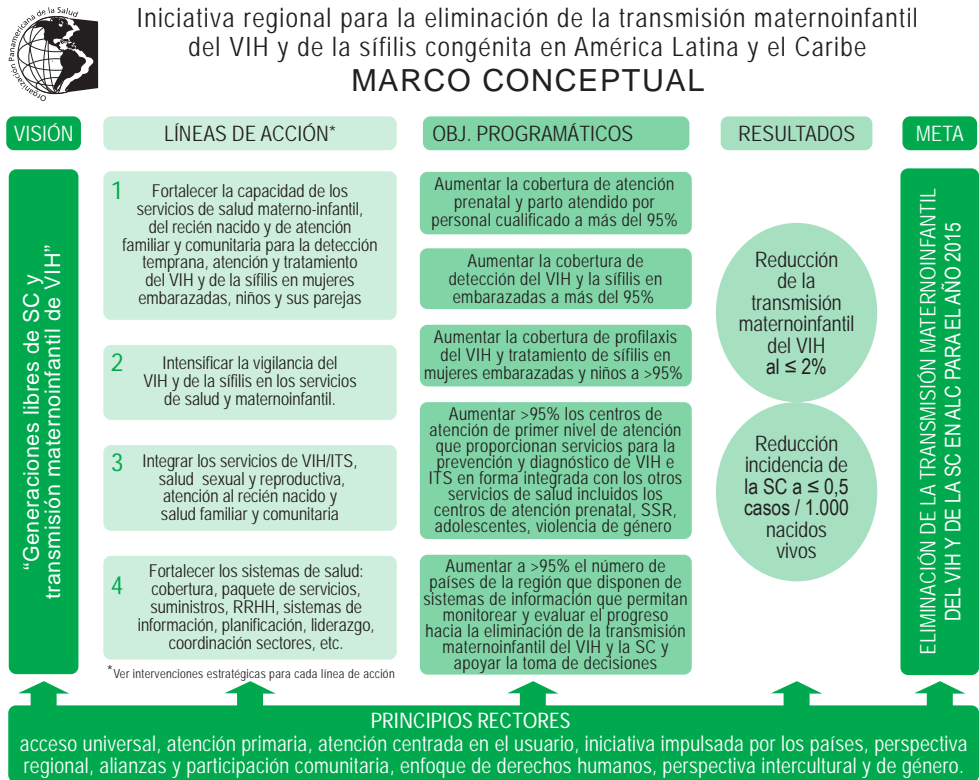 Organización Panamericana de la Salud
Iniciativa regional para la eliminación de la transmisión maternoinfantil
del VIH y de la sífilis congénita en América Latina y el Caribe
MARCO CONCEPTUAL
VISIÓN
LÍNEAS DE ACCIÓN*
OBJ. PROGRAMÁTICOS
RESULTADOS
META
“Generaciones libres de SC y
transmisión maternoinfantil de VIH”
1
Fortalecer la capacidad de los
servicios de salud materno-infantil,
del recién nacido y de atención
familiar y comunitaria para la detección
temprana, atención y tratamiento
del VIH y de la sífilis en mujeres
embarazadas, niños y sus parejas
2
Intensificar la vigilancia del
VIH y de la sífilis en los servicios
de salud y maternoinfantil.
3
Integrar los servicios de VIH/ITS,
salud sexual y reproductiva,
atención al recién nacido y
salud familiar y comunitaria
4
Fortalecer los sistemas de salud:
cobertura, paquete de servicios,
suministros, RRHH, sistemas de
información, planificación, liderazgo,
coordinación sectores, etc.
*Ver intervenciones estratégicas para cada línea de acción
Aumentar la cobertura de atención
prenatal y parto atendido por
personal cualificado a más del 95%
Aumentar la cobertura de
detección del VIH y la sífilis en
embarazadas a más del 95%
Aumentar la cobertura de profilaxis
del VIH y tratamiento de sífilis en
mujeres embarazadas y niños a >95%
Aumentar >95% los centros de
atención de primer nivel de atención
que proporcionan servicios para la
prevención y diagnóstico de VIH e
ITS en forma integrada con los otros
servicios de salud incluidos los
centros de atención prenatal, SSR,
adolescentes, violencia de género
Aumentar a >95% el número de
países de la región que disponen de
sistemas de información que permitan
monitorear y evaluar el progreso
hacia la eliminación de la transmisión
maternoinfantil del VIH y la SC y
apoyar la toma de decisiones
Reducción
de la
transmisión
maternoinfantil
del VIH
al ≤ 2%
Reducción
incidencia de
la SC a ≤ 0,5
casos / 1.000
nacidos
vivos
ELIMINACIÓN DE LA TRANSMISIÓN MATERNOINFANTIL
DEL VIH Y DE LA SC EN ALC PARA EL AÑO 2015
PRINCIPIOS RECTORES
acceso universal, atención primaria, atención centrada en el usuario, iniciativa impulsada por los países, perspectiva
regional, alianzas y participación comunitaria, enfoque de derechos humanos, perspectiva intercultural y de género.